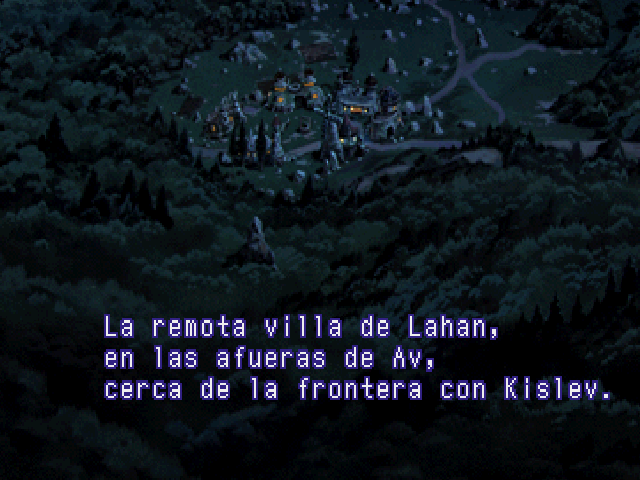 La remota villa de Lahan,
en las afueras de Av,
cerca de la frontera con Kislev.